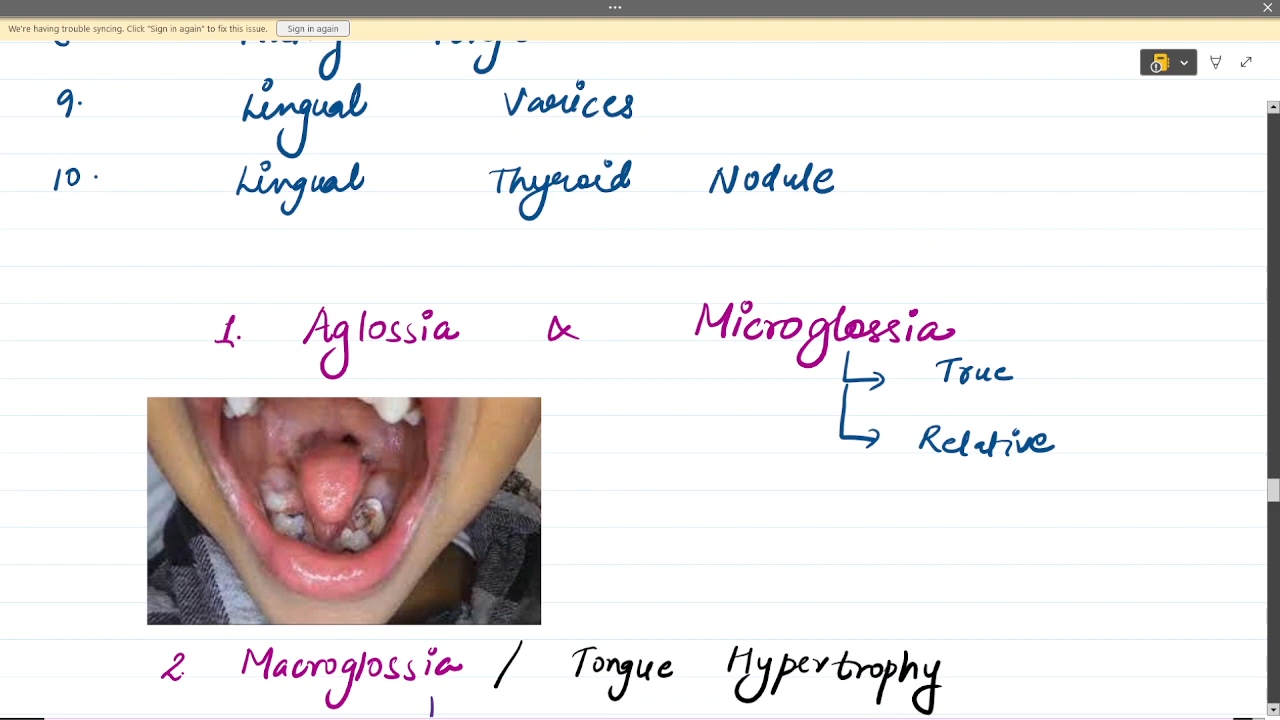 We're having trouble syncing. Click "Sign in again" to fix this issue. Sign in again
9. Lingual Varices
10. Lingual Thyroid Nodule
1. Aglossia & Microglossia
True
Relative
2. Macroglossia / Tongue Hypertrophy